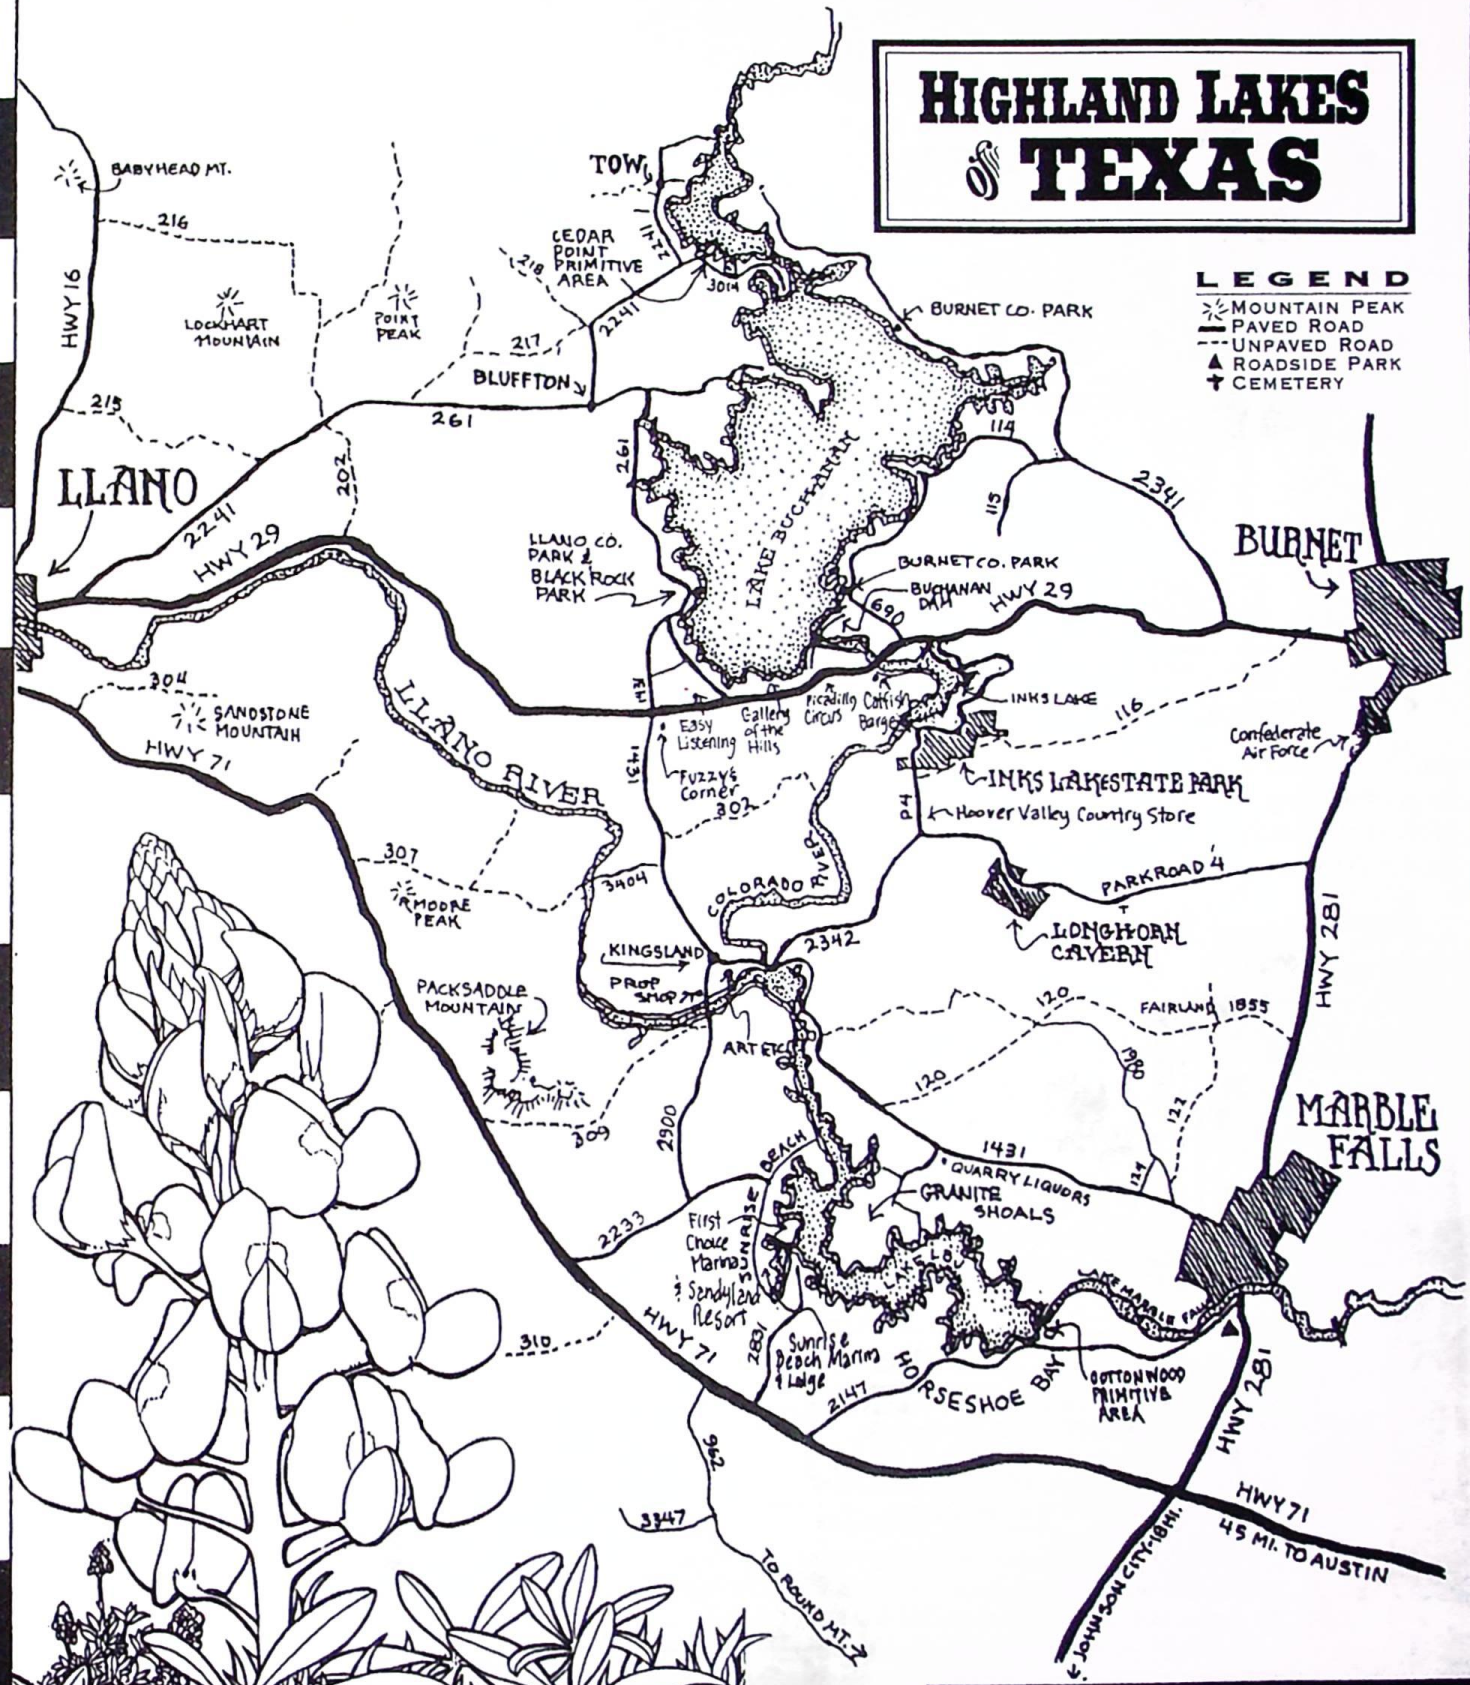 HIGHLAND LAKES
OF TEXAS
LEGEND
MOUNTAIN PEAK
PAVED ROAD
UNPAVED ROAD
ROADSIDE PARK
CEMETERY
TOW
BABYHEAD MT.
216
HWY 16
2241
CEDAR
POINT
PRIMITIVE
AREA
218
3014
2241
LOCKHART
MOUNTAIN
POINT
PEAK
217
BURNET CO. PARK
BLUFFTON
261
215
114
261
202
115
2341
LLANO
2241
HWY 29
LAKE BUCHANAN
LLANO CO.
PARK &
BLACK ROCK
PARK
BURNET
BURNET CO. PARK
BUCHANAN
DAM
HWY 29
690
304
SANDSTONE
MOUNTAIN
LLANO RIVER
HWY 71
RM
1431
Easy
Listening
Gallery
of the
Hills
Picadilly
Circus
Catfish
Barge
INKS LAKE
116
Confederate
Air Force
Fuzzy's
Corner
302
INKS LAKE STATE PARK
P4
Hoover Valley Country Store
307
MOORE
PEAK
3404
COLORADO RIVER
PARK ROAD 4
LONGHORN
CAVERN
2342
HWY 281
KINGSLAND
PROP
SHOP
PACKSADDLE
MOUNTAIN
ART ETC
120
FAIRLAND 1855
120
1980
122
309
2900
MARBLE
FALLS
1431
QUARRY LIQUORS
124
GRANITE
SHOALS
SUNRISE BEACH
2233
First
Choice
Marina
& Sandyland
Resort
LAKE LBJ
LAKE MARBLE FALLS
310
HWY 71
2831
Sunrise
Beach Marina
& Lodge
HORSESHOE BAY
COTTONWOOD
PRIMITIVE
AREA
2147
HWY 281
962
3347
HWY 71
45 MI. TO AUSTIN
JOHNSON CITY-18 MI.
TO ROUND MT.